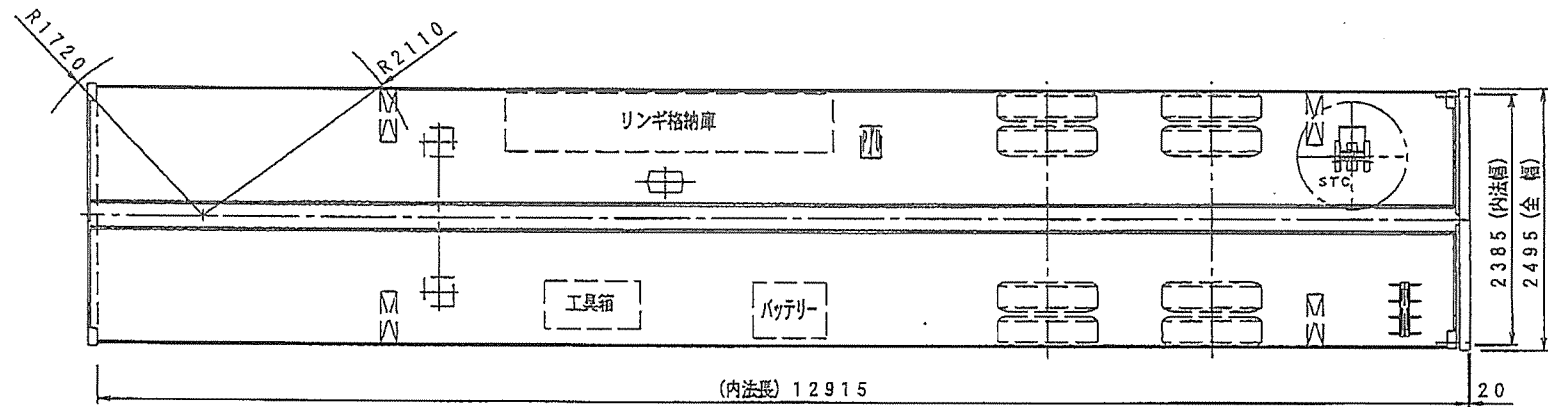 R1720
R2110
リンギ格納庫
STC
工具箱
バッテリー
2385(内法幅)
2495(全 幅)
(内法長)12915
20